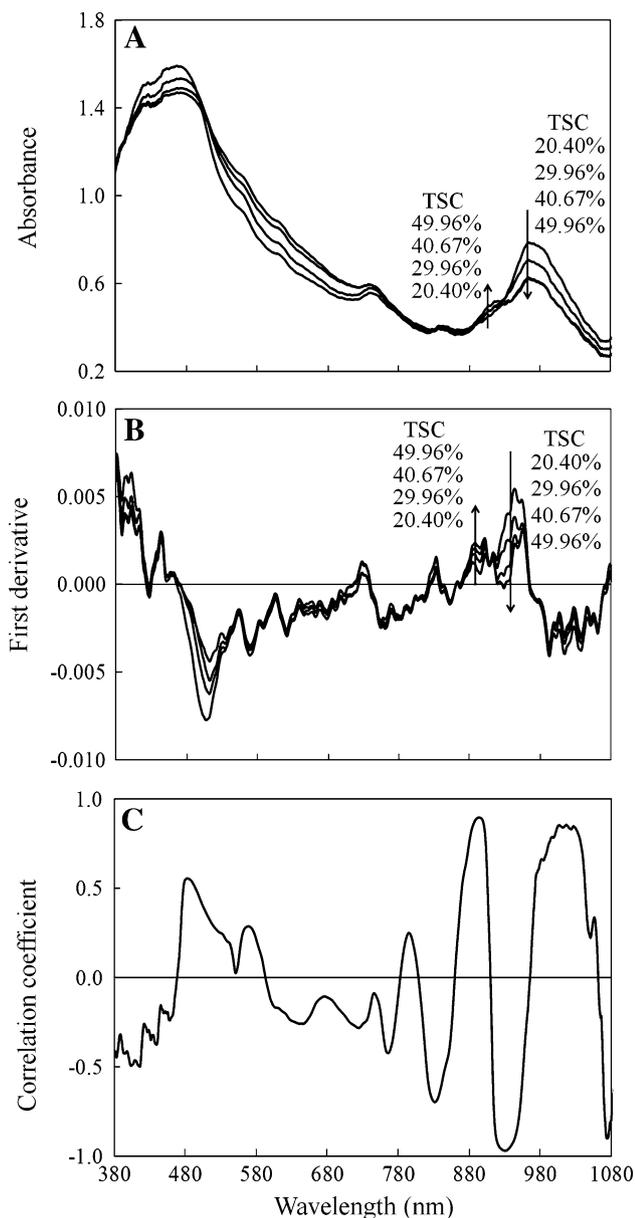 A
1.8
1.4
1.0
0.6
0.2
Absorbance
TSC
49.96%
40.67%
29.96%
20.40%
TSC
20.40%
29.96%
40.67%
49.96%
B
0.010
0.005
0.000
-0.005
-0.010
First derivative
TSC
49.96%
40.67%
29.96%
20.40%
TSC
20.40%
29.96%
40.67%
49.96%
C
1.0
0.5
0.0
-0.5
-1.0
Correlation coefficient
380 480 580 680 780 880 980 1080
Wavelength (nm)